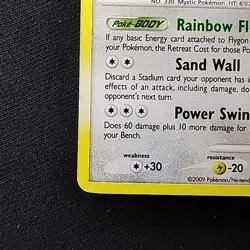 NO. 330 Mystic Pokémon HT: 6'0
Poké-BODY Rainbow Fl
If any basic Energy card attached to Flygon
your Pokémon, the Retreat Cost for those Po
Sand Wall
Discard a Stadium card your opponent has i
effects of an attack, including damage, do
opponent's next turn.
Power Swin
Does 60 damage plus 10 more damage for
your Bench.
weakness resistance
+30 -20
©2009 Pokémon/Ninten